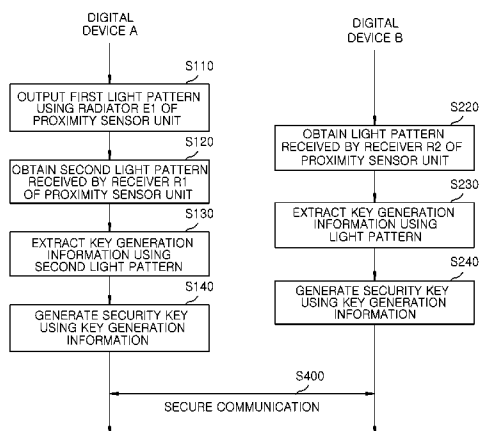 DIGITAL
DEVICE A
S110
OUTPUT FIRST LIGHT PATTERN
USING RADIATOR E1 OF
PROXIMITY SENSOR UNIT
S120
OBTAIN SECOND LIGHT PATTERN
RECEIVED BY RECEIVER R1
OF PROXIMITY SENSOR UNIT
S130
EXTRACT KEY GENERATION
INFORMATION USING
SECOND LIGHT PATTERN
S140
GENERATE SECURITY KEY
USING KEY GENERATION
INFORMATION
DIGITAL
DEVICE B
S220
OBTAIN LIGHT PATTERN
RECEIVED BY RECEIVER R2 OF
PROXIMITY SENSOR UNIT
S230
EXTRACT KEY GENERATION
INFORMATION USING
LIGHT PATTERN
S240
GENERATE SECURITY KEY
USING KEY GENERATION
INFORMATION
S400
SECURE COMMUNICATION